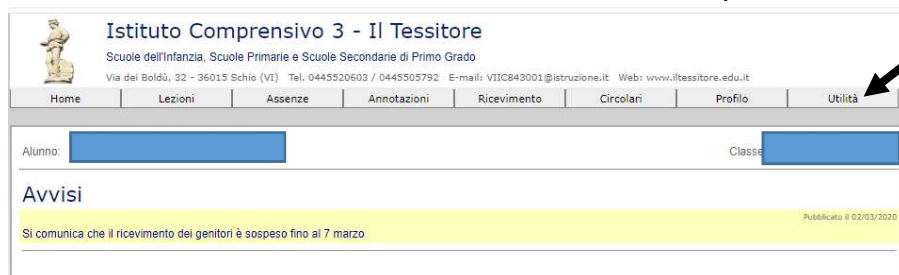 Istituto Comprensivo 3 - Il Tessitore
Scuole dell'Infanzia, Scuole Primarie e Scuole Secondarie di Primo Grado
Via dei Boldù, 32 - 36015 Schio (VI) Tel. 0445520603 / 0445505792 E-mail: VIIC843001@istruzione.it Web: www.iltessitore.edu.it
Home Lezioni Assenze Annotazioni Ricevimento Circolari Profilo Utilità
Alunno: Classe
Avvisi
Pubblicato il 02/03/2020
Si comunica che il ricevimento dei genitori è sospeso fino al 7 marzo